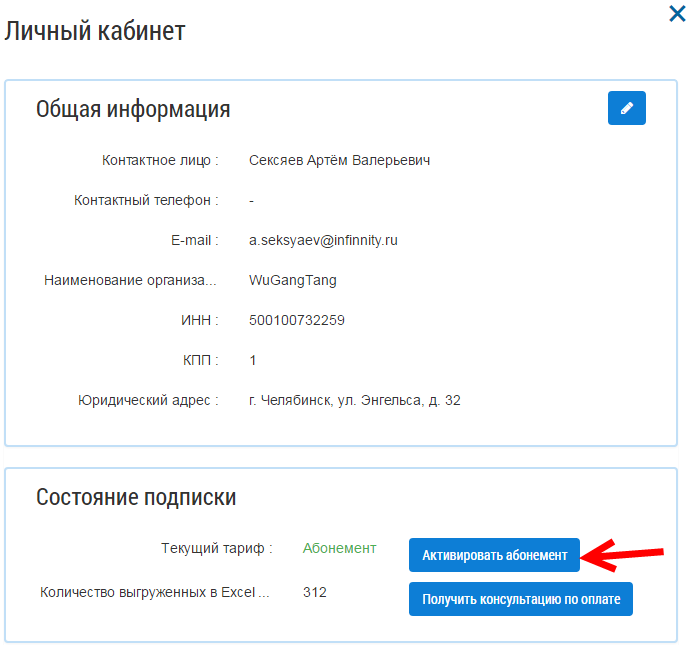 Личный кабинет
Общая информация
Контактное лицо : Сексяев Артём Валерьевич
Контактный телефон : -
E-mail : a.seksyaev@infinnity.ru
Наименование организа... WuGangTang
ИНН : 500100732259
КПП : 1
Юридический адрес : г. Челябинск, ул. Энгельса, д. 32
Состояние подписки
Текущий тариф : Абонемент Активировать абонемент
Количество выгруженных в Excel ... 312 Получить консультацию по оплате